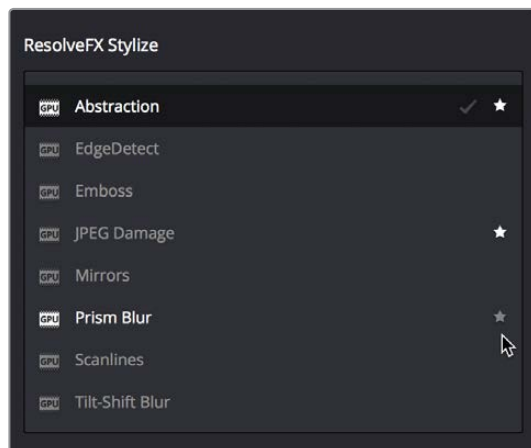 ResolveFX Stylize
GPU Abstraction
GPU EdgeDetect
GPU Emboss
GPU JPEG Damage
GPU Mirrors
GPU Prism Blur
GPU Scanlines
GPU Tilt-Shift Blur